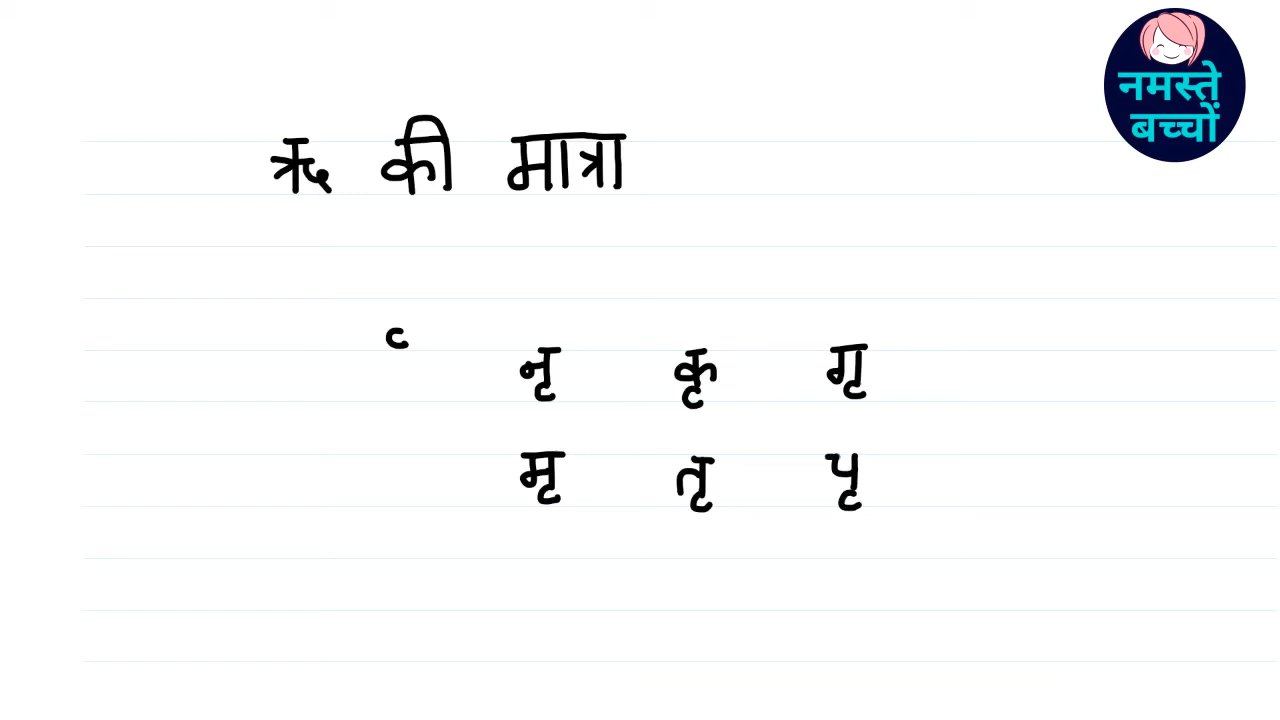 नमस्ते
बच्चों
ऋ की मात्रा
ृ नृ कृ गृ
मृ तृ पृ